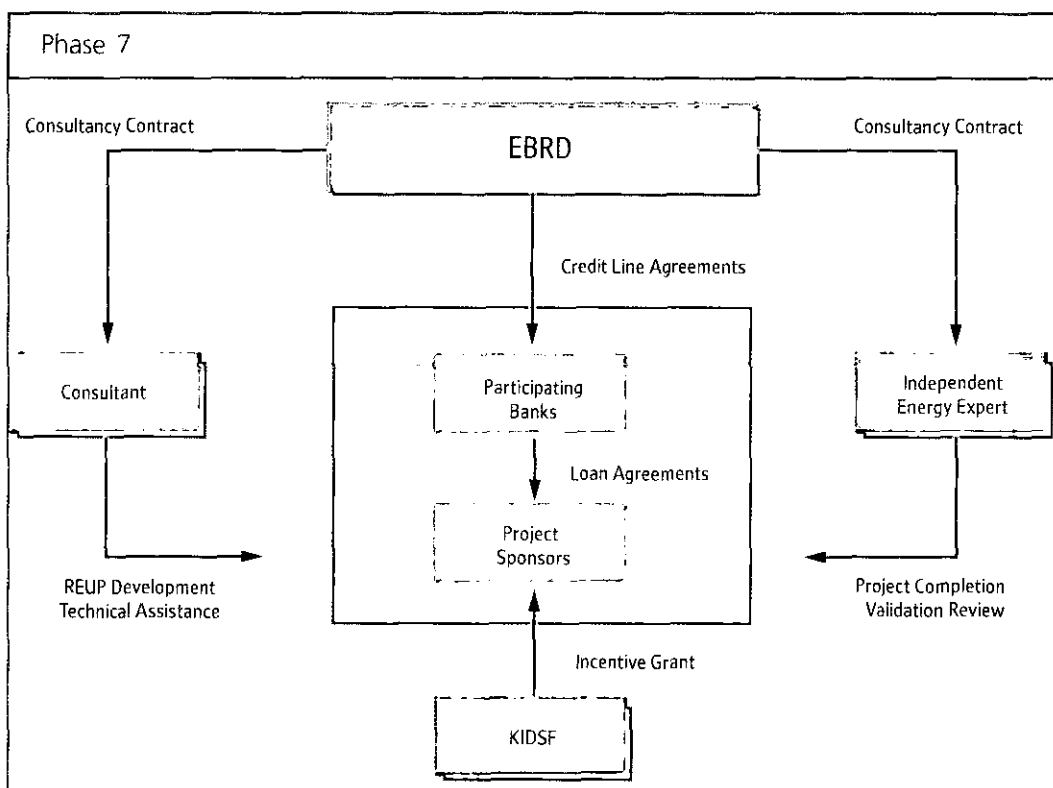 Phase 7
Consultancy Contract
EBRD
Consultancy Contract
Credit Line Agreements
Consultant
Participating
Banks
Independent
Energy Expert
Loan Agreements
Project
Sponsors
REUP Development
Technical Assistance
Project Completion
Validation Review
Incentive Grant
KIDSF